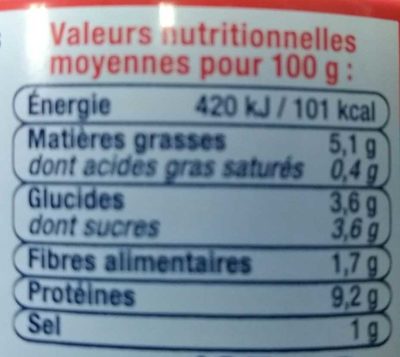 Valeurs nutritionnelles
moyennes pour 100 g :
Énergie 420 kJ / 101 kcal
Matières grasses 5,1 g
dont acides gras saturés 0,4 g
Glucides 3,6 g
dont sucres 3,6 g
Fibres alimentaires 1,7 g
Protéines 9,2 g
Sel 1 g